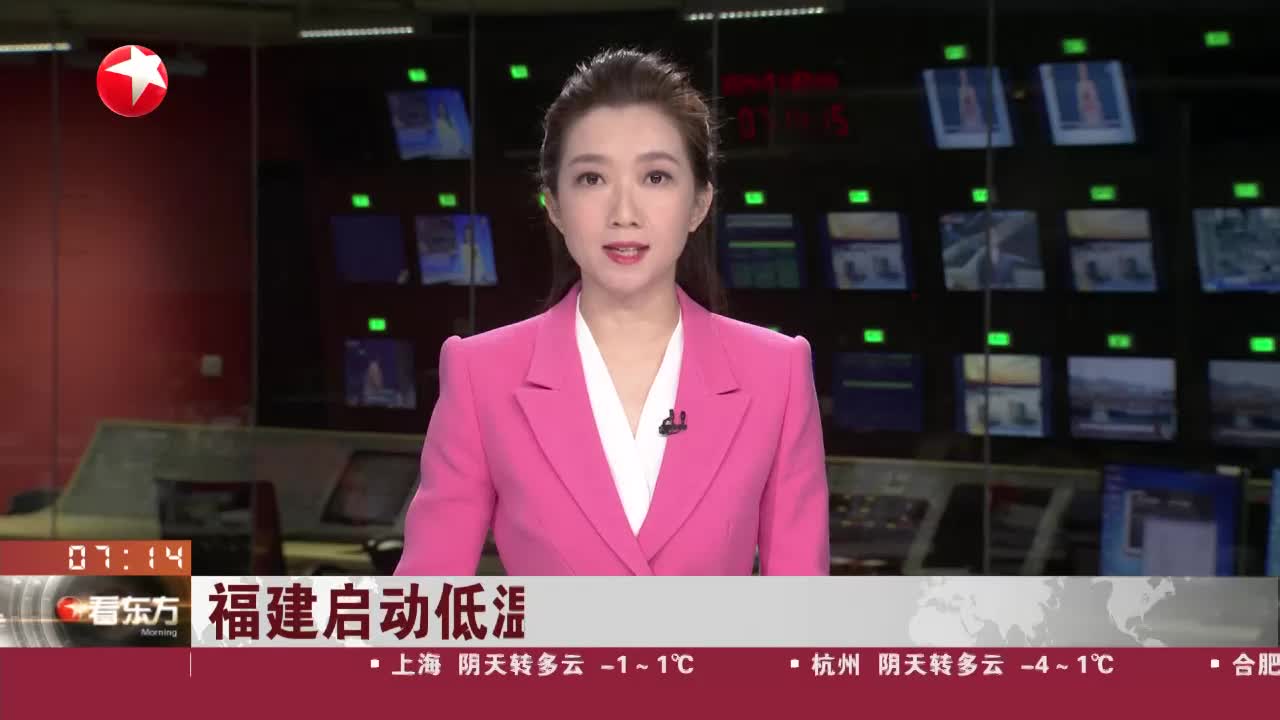 07:14
看东方
Morning
福建启动低温
上海 阴天转多云 -1~1℃
杭州 阴天转多云 -4~1℃
合肥